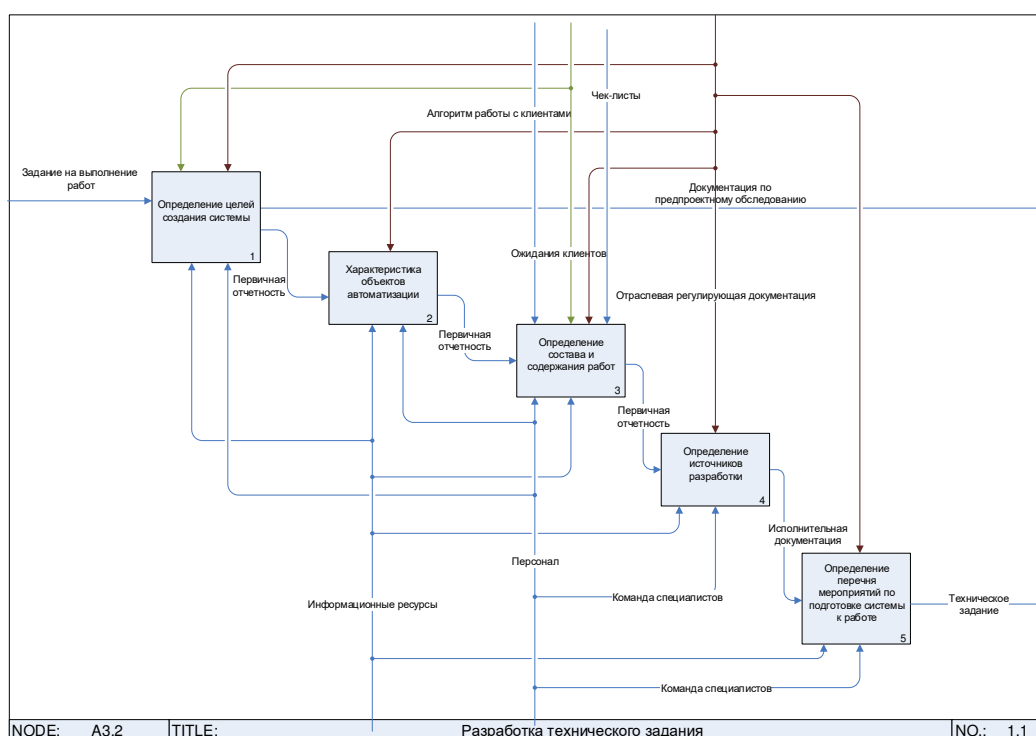 Чек-листы
Алгоритм работы с клиентами
Задание на выполнение
работ
Документация по
предпроектному обследованию
Определение целей
создания системы
1
Ожидания клиентов
Первичная
отчетность
Характеристика
объектов
автоматизации
2
Отраслевая регулирующая документация
Первичная
отчетность
Определение
состава и
содержания работ
3
Первичная
отчетность
Определение
источников
разработки
4
Исполнительная
документация
Персонал
Определение
перечня
мероприятий по
подготовке системы
к работе
5
Информационные ресурсы
Команда специалистов
Техническое
задание
Команда специалистов
NODE: A3.2 TITLE: Разработка технического задания NO.: 1.1